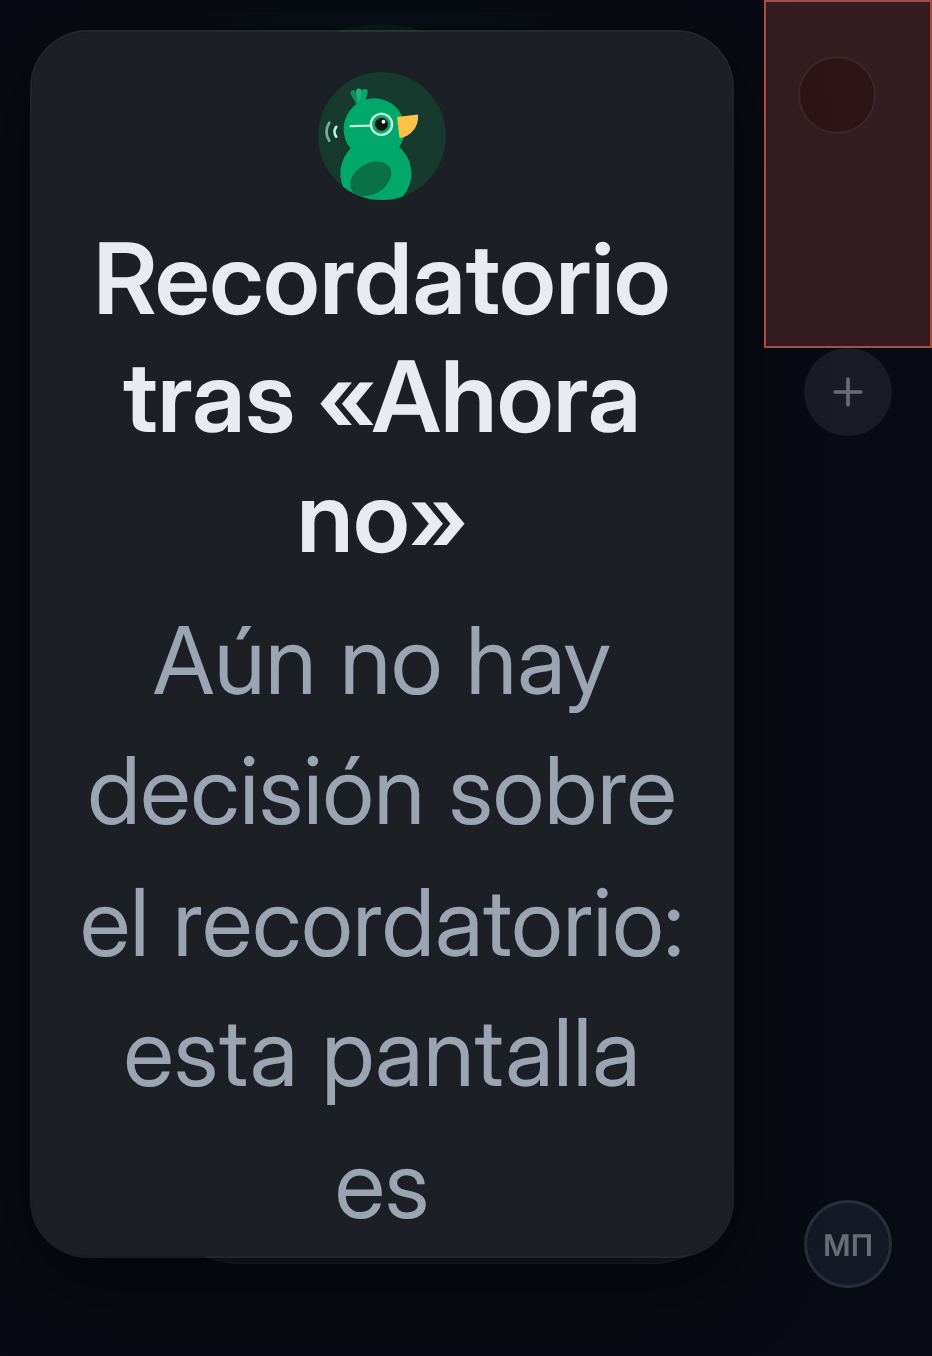 Recordatorio
tras «Ahora
no»
Aún no hay
decisión sobre
el recordatorio:
esta pantalla
es
МП